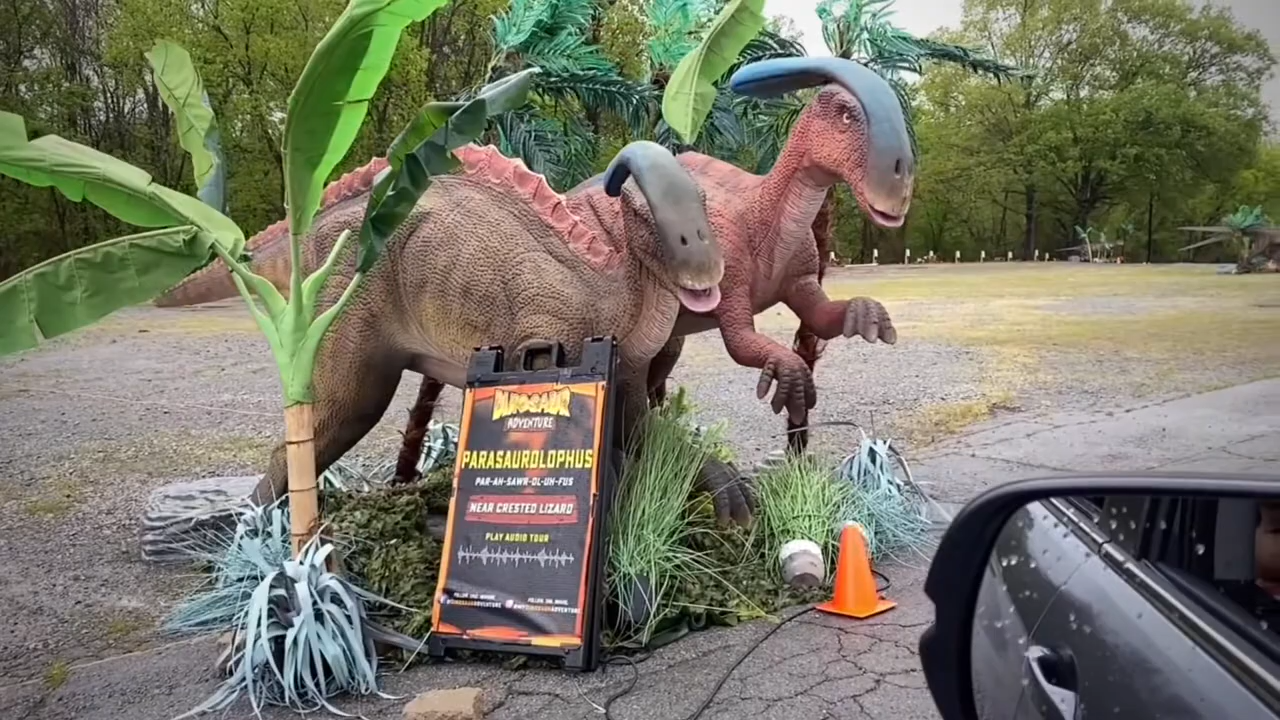 DINOSAUR
ADVENTURE
PARASAUROLOPHUS
PAR-AH-SAWR-OL-UH-FUS
NEAR CRESTED LIZARD
PLAY AUDIO TOUR